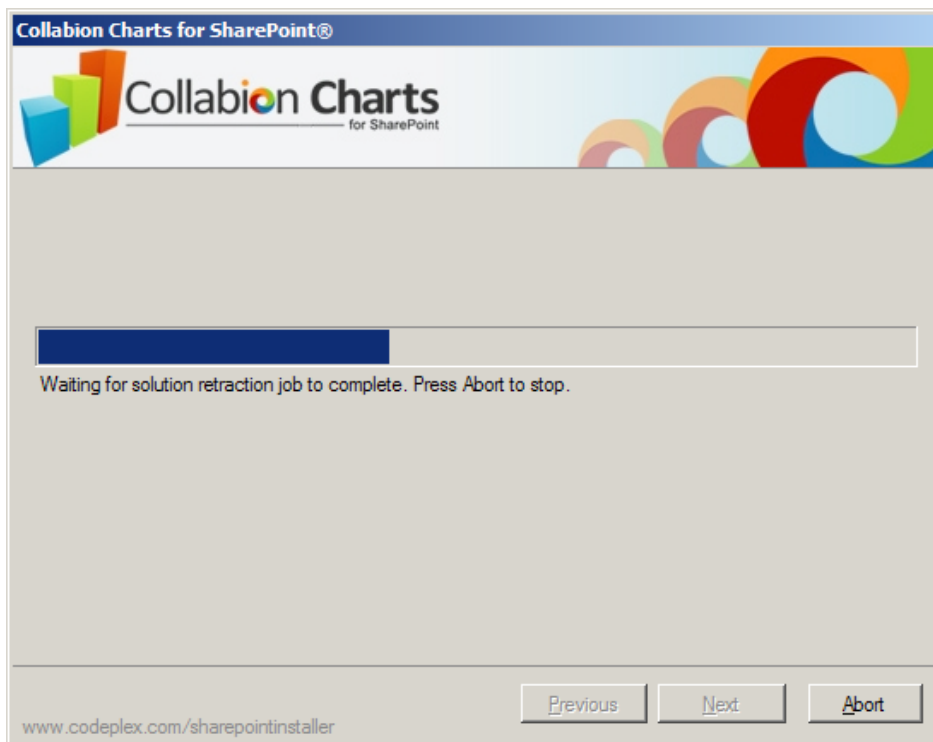 Collabion Charts for SharePoint®
Collabion Charts
for SharePoint
Waiting for solution retraction job to complete. Press Abort to stop.
Previous Next Abort
www.codeplex.com/sharepointinstaller